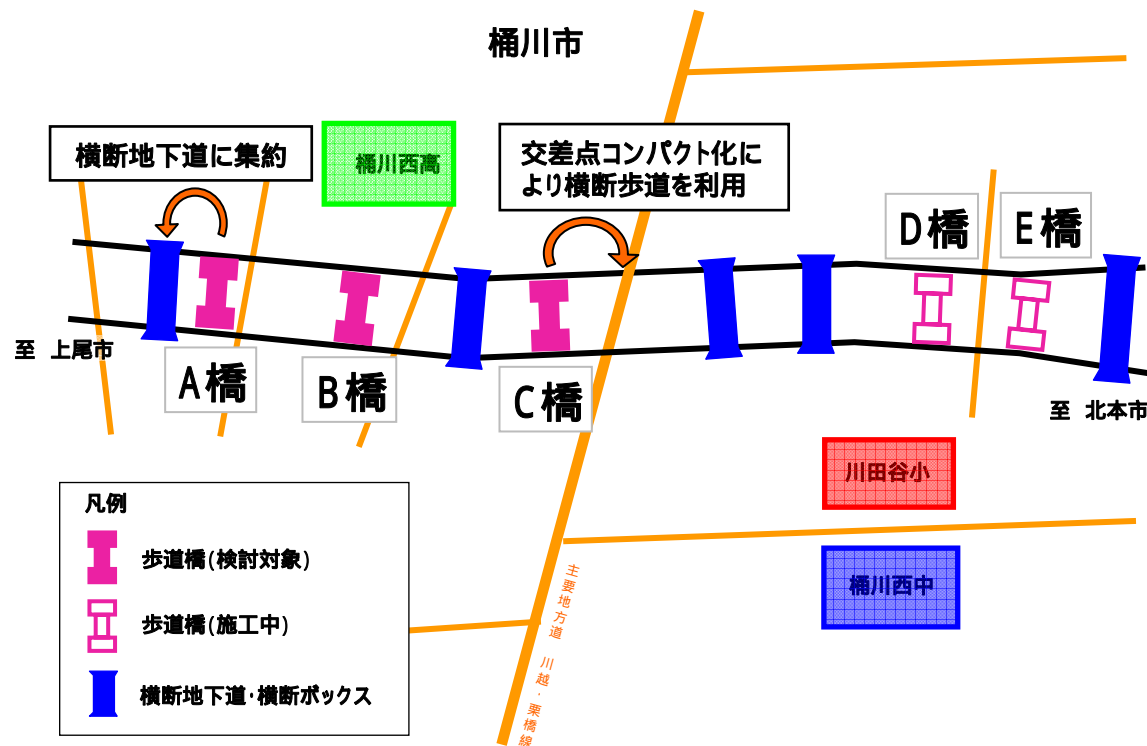 桶川市
横断地下道に集約
桶川西高
交差点コンパクト化に
より横断歩道を利用
D橋
E橋
至 上尾市
A橋
B橋
C橋
至 北本市
川田谷小
桶川西中
凡例
歩道橋(検討対象)
歩道橋(施工中)
横断地下道・横断ボックス
主要地方道 川越・栗橋線